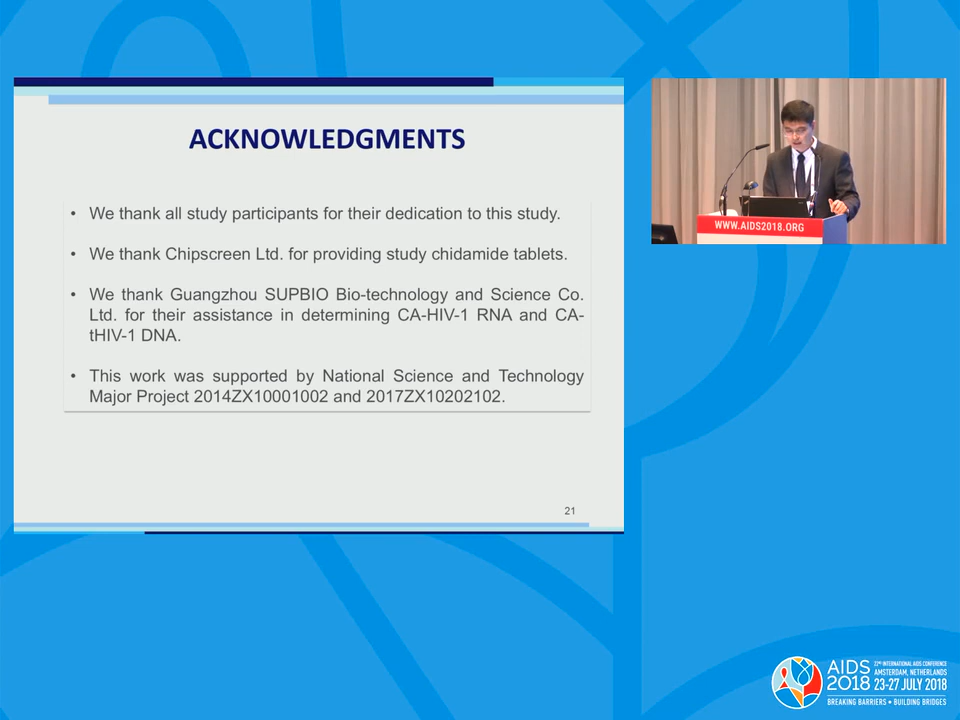 ACKNOWLEDGMENTS
• We thank all study participants for their dedication to this study.
• We thank Chipscreen Ltd. for providing study chidamide tablets.
• We thank Guangzhou SUPBIO Bio-technology and Science Co.
Ltd. for their assistance in determining CA-HIV-1 RNA and CA-
tHIV-1 DNA.
• This work was supported by National Science and Technology
Major Project 2014ZX10001002 and 2017ZX10202102.
21
WWW.AIDS2018.ORG
AIDS
2018
22ND INTERNATIONAL AIDS CONFERENCE
AMSTERDAM, NETHERLANDS
23-27 JULY 2018
BREAKING BARRIERS • BUILDING BRIDGES